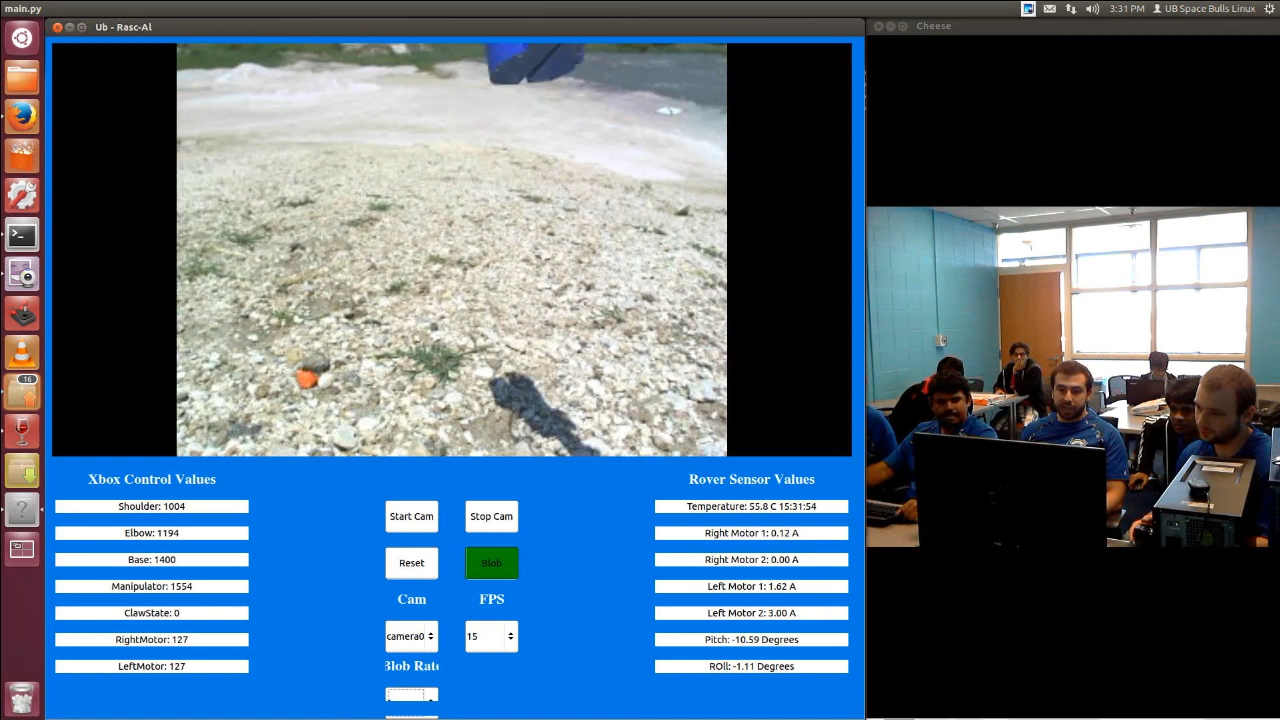 main.py
3:31 PM
UB Space Bulls Linux
Ub - Rasc-Al
Cheese
16
Xbox Control Values
Shoulder: 1004
Elbow: 1194
Base: 1400
Manipulator: 1554
ClawState: 0
RightMotor: 127
LeftMotor: 127
Start Cam
Stop Cam
Reset
Blob
Cam
FPS
camera0
15
Blob Rate
Rover Sensor Values
Temperature: 55.8 C 15:31:54
Right Motor 1: 0.12 A
Right Motor 2: 0.00 A
Left Motor 1: 1.62 A
Left Motor 2: 3.00 A
Pitch: -10.59 Degrees
ROll: -1.11 Degrees